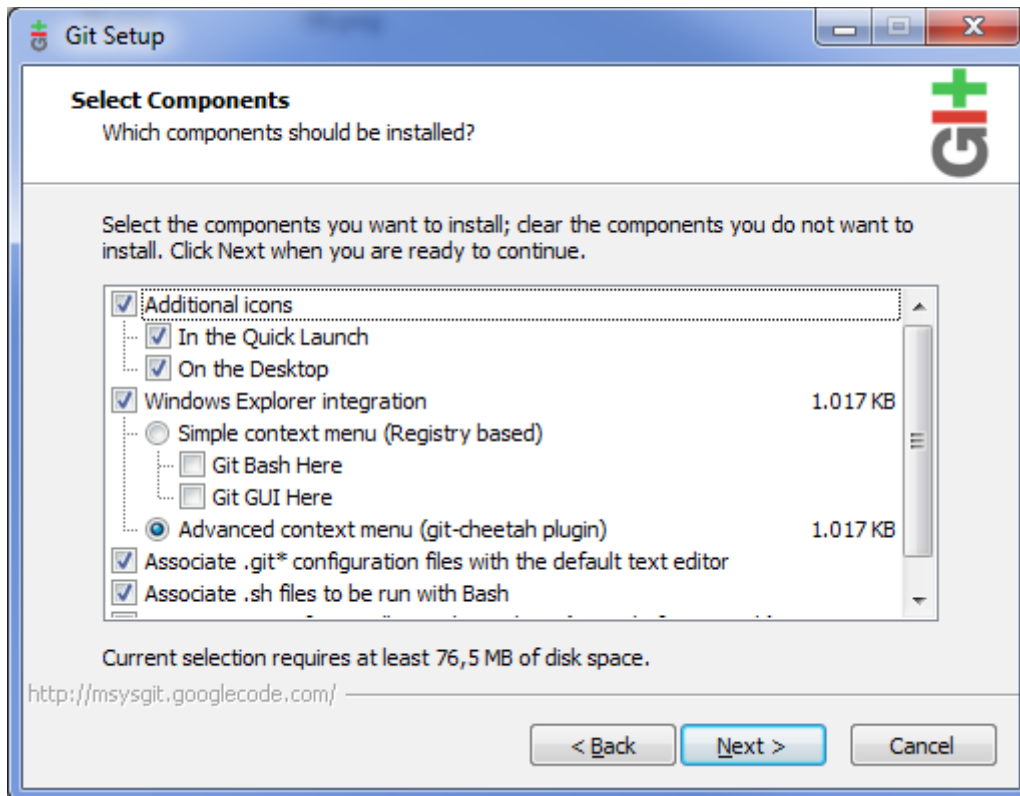 Git Setup
Select Components
Which components should be installed?
Select the components you want to install; clear the components you do not want to
install. Click Next when you are ready to continue.
Additional icons
In the Quick Launch
On the Desktop
Windows Explorer integration 1.017 KB
Simple context menu (Registry based)
Git Bash Here
Git GUI Here
Advanced context menu (git-cheetah plugin) 1.017 KB
Associate .git* configuration files with the default text editor
Associate .sh files to be run with Bash
Current selection requires at least 76,5 MB of disk space.
http://msysgit.googlecode.com/
< Back
Next >
Cancel
GIT